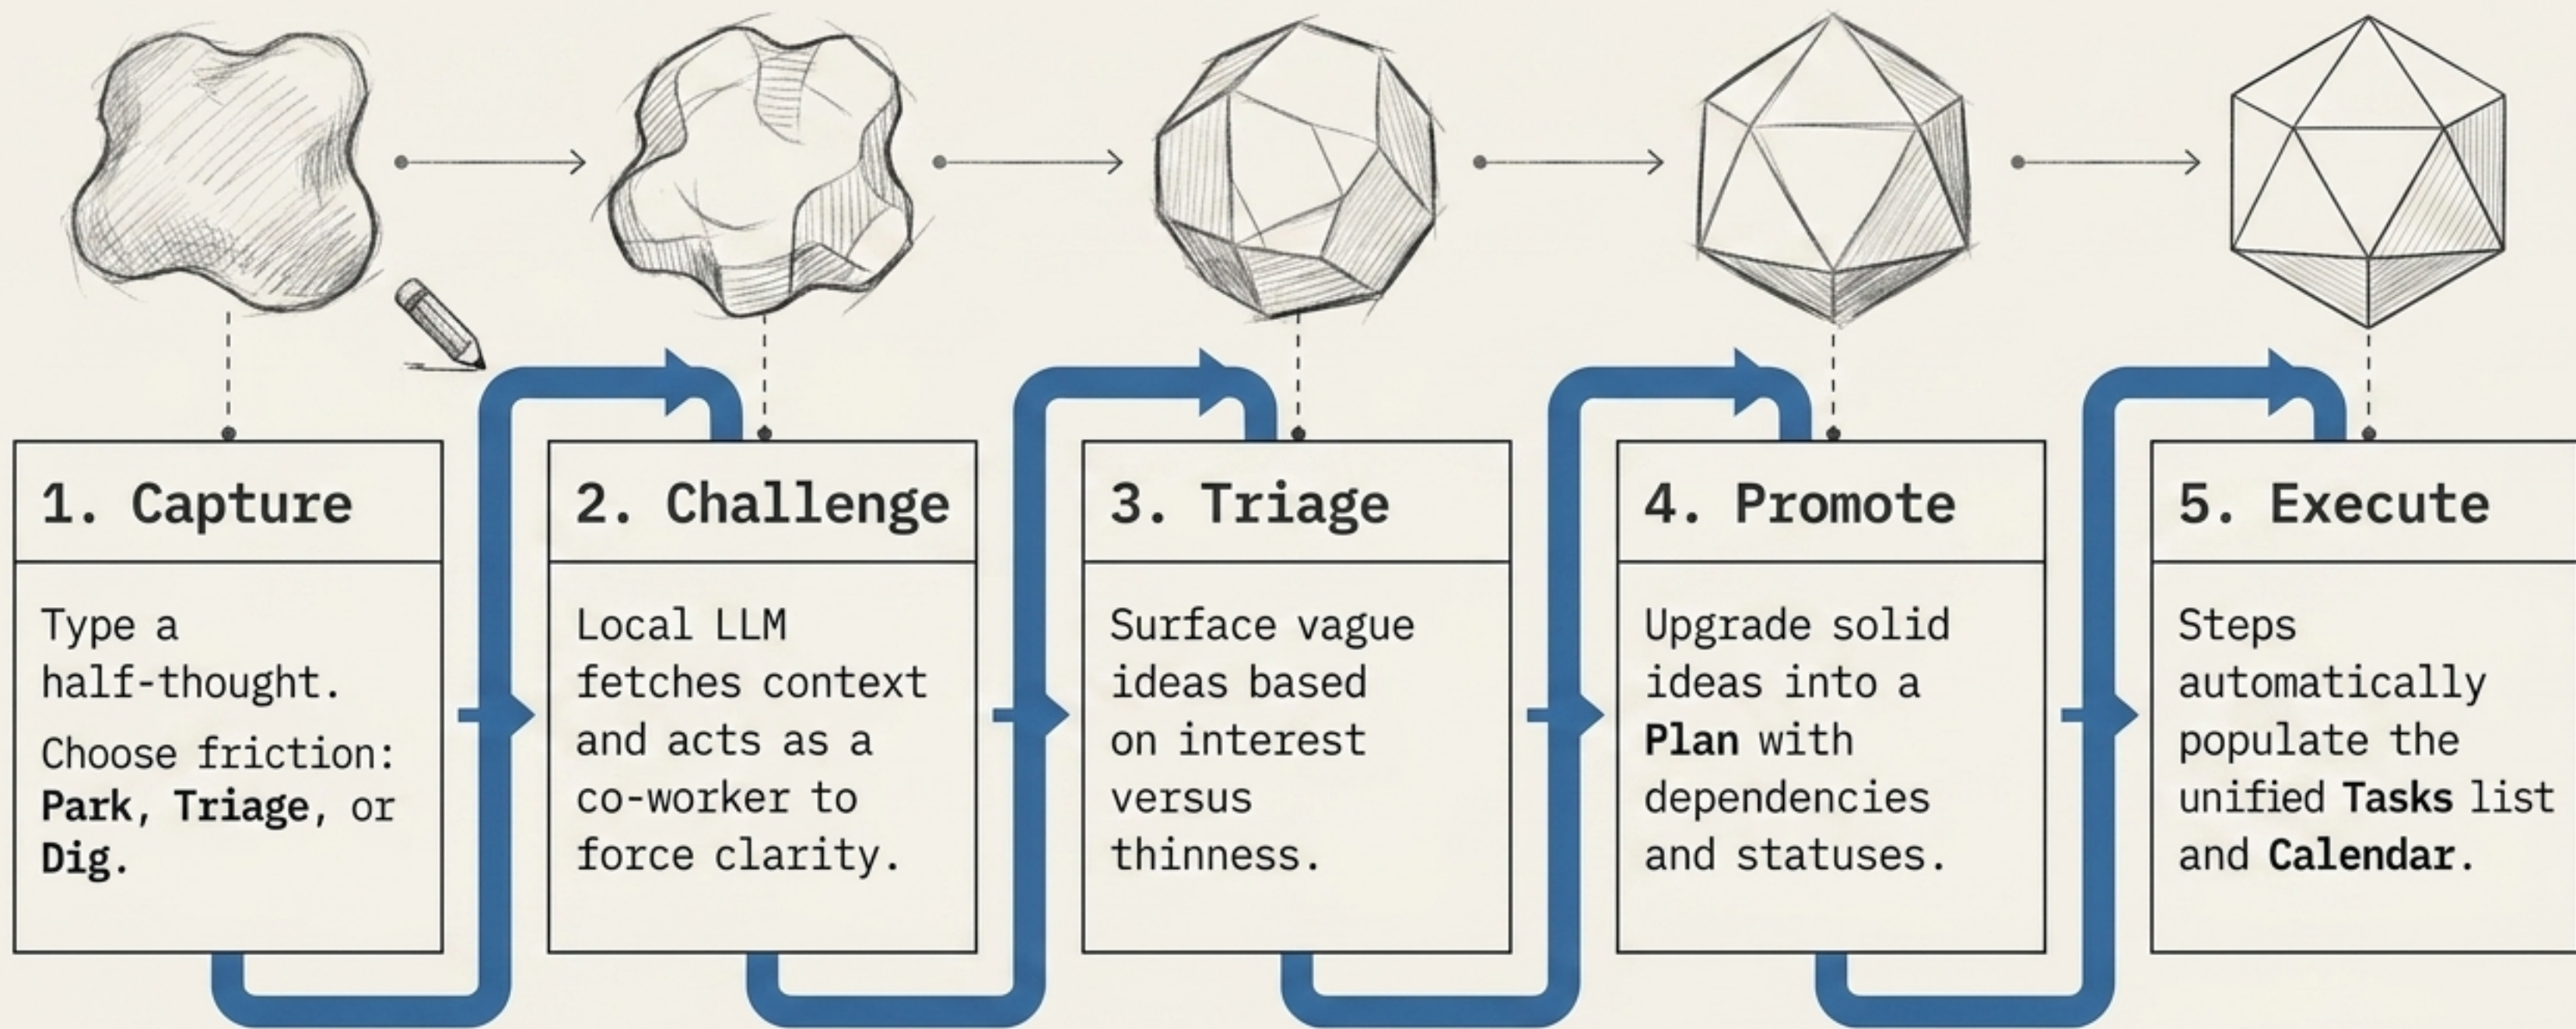 1. Capture
Type a
half-thought.
Choose friction:
Park, Triage, or
Dig.
2. Challenge
Local LLM
fetches context
and acts as a
co-worker to
force clarity.
3. Triage
Surface vague
ideas based
on interest
versus
thinness.
4. Promote
Upgrade solid
ideas into a
Plan with
dependencies
and statuses.
5. Execute
Steps
automatically
populate the
unified Tasks list
and Calendar.